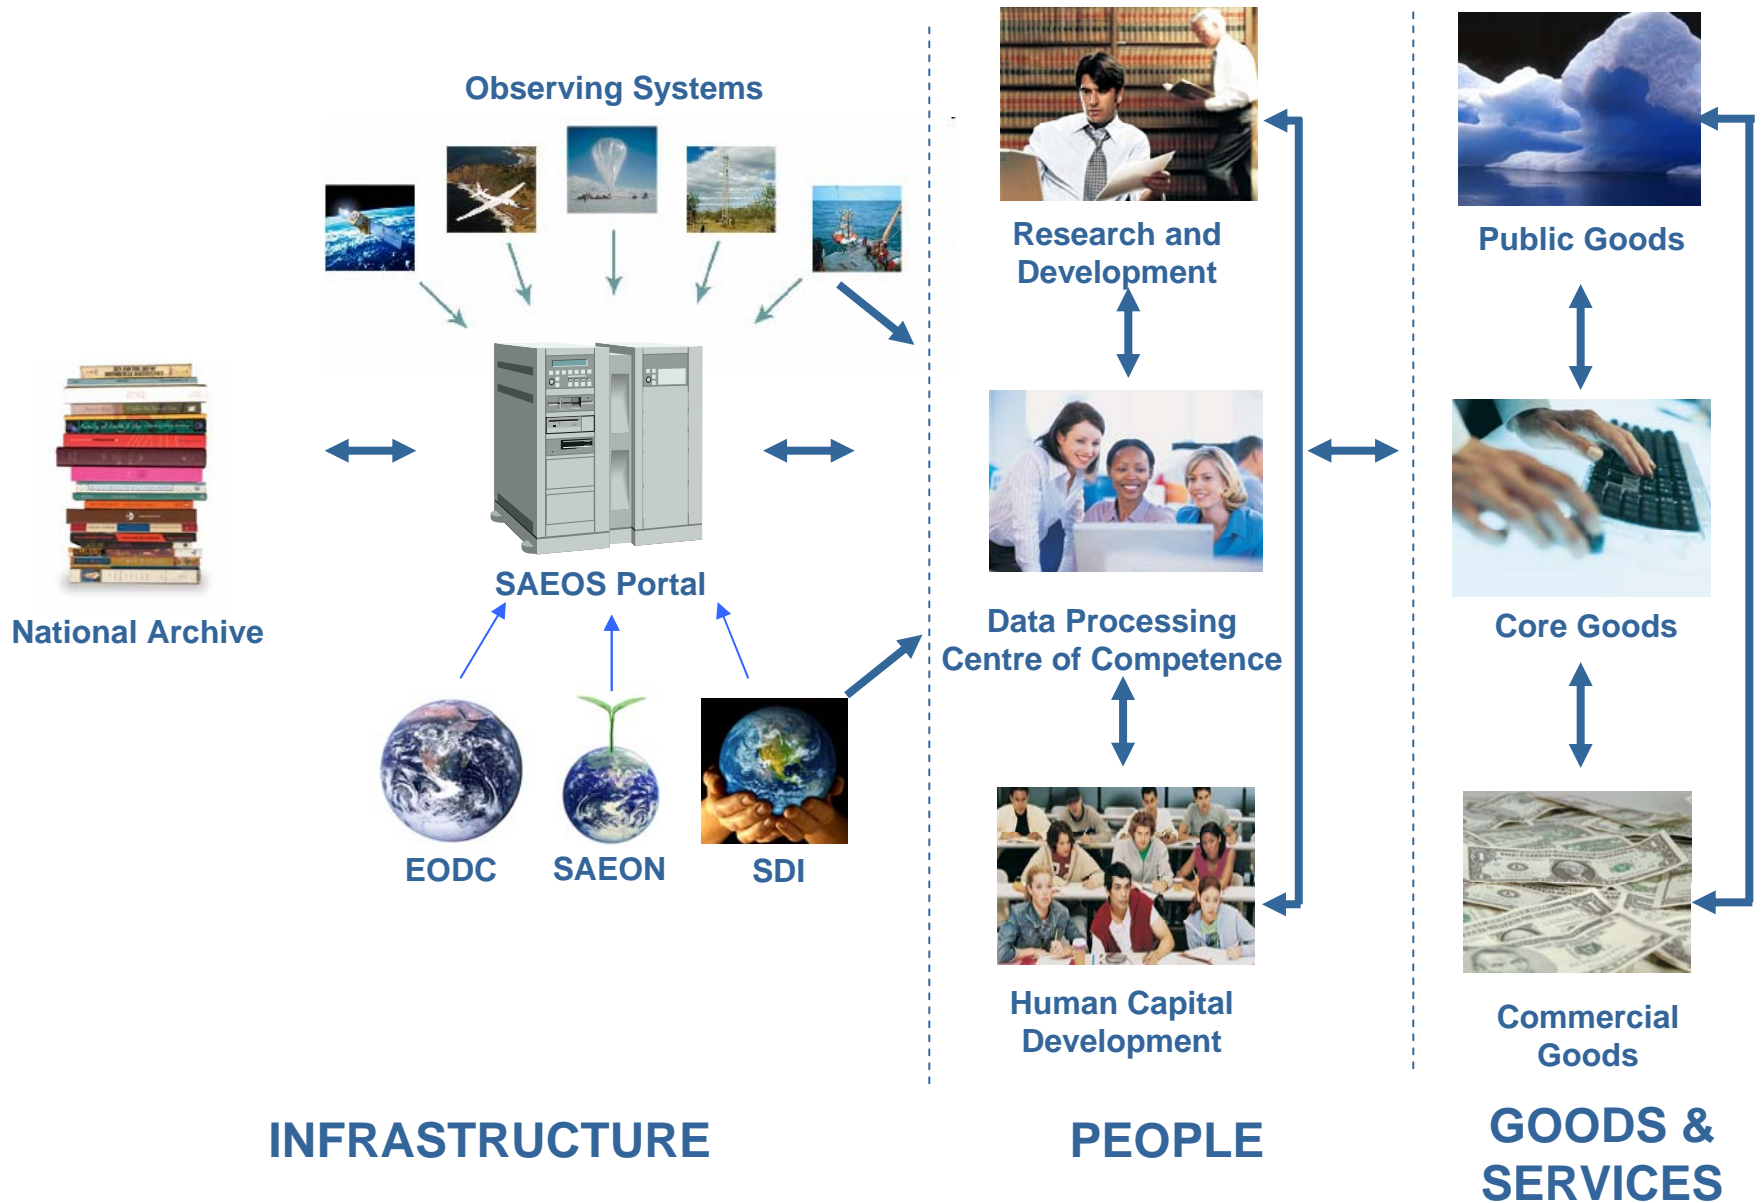 Observing Systems
National Archive
SAEOS Portal
EODC
SAEON
SDI
INFRASTRUCTURE
Research and
Development
Data Processing
Centre of Competence
Human Capital
Development
PEOPLE
Public Goods
Core Goods
Commercial
Goods
GOODS &
SERVICES